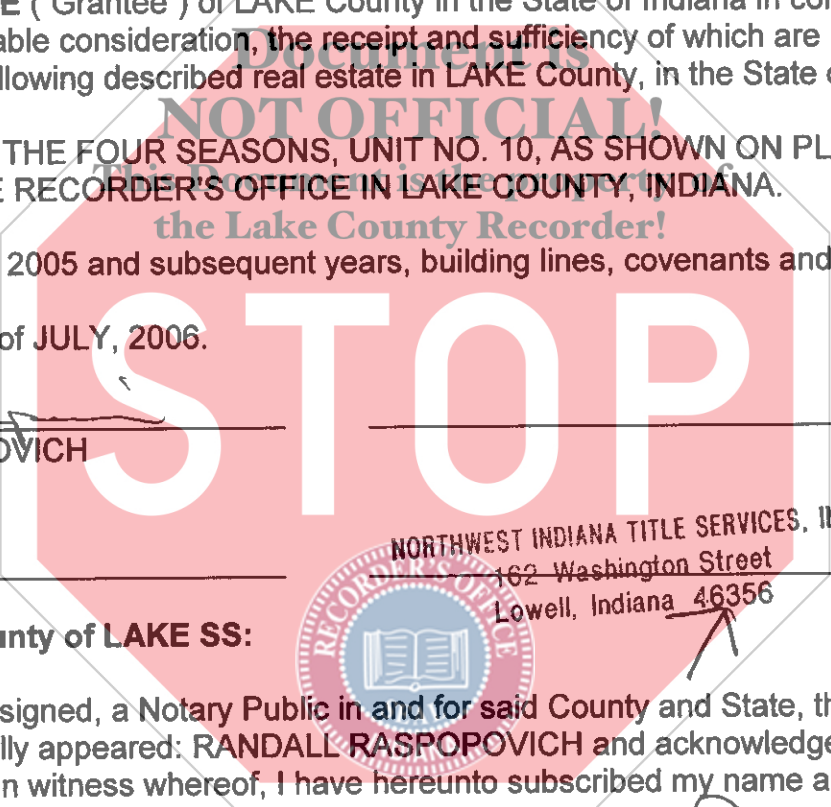 E ( Grantee ) of LAKE County in the State of Indiana in con
able consideration, the receipt and sufficiency of which are
Document is
llowing described real estate in LAKE County, in the State o
NOT OFFICIAL!
THE FOUR SEASONS, UNIT NO. 10, AS SHOWN ON PL
This Document is the property of
E RECORDER'S OFFICE IN LAKE COUNTY, INDIANA.
the Lake County Recorder!
2005 and subsequent years, building lines, covenants and
of JULY, 2006.
STOP
OVICH
NORTHWEST INDIANA TITLE SERVICES, IN
162 Washington Street
Lowell, Indiana 46356
RECORDER'S OFFICE
unty of LAKE SS:
signed, a Notary Public in and for said County and State, th
lly appeared: RANDALL RASPOPOVICH and acknowledge
n witness whereof, I have hereunto subscribed my name a